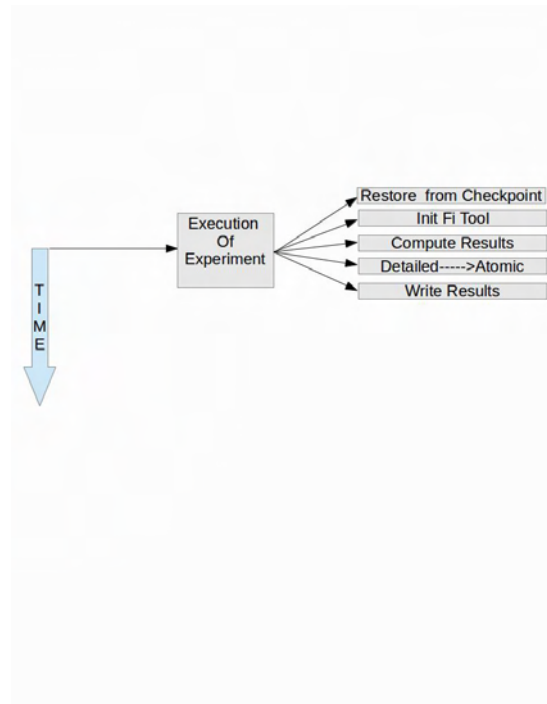 Restore from Checkpoint
Init Fi Tool
Compute Results
Detailed----->Atomic
Write Results
Execution
Of
Experiment
T
I
M
E